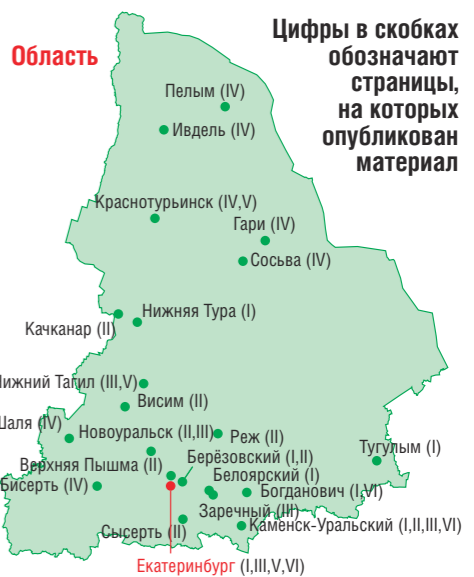 Область
Цифры в скобках
обозначают
страницы,
на которых
опубликован
материал
Пелым (IV)
Ивдель (IV)
Краснотурьинск (IV,V)
Гари (IV)
Сосьва (IV)
Нижняя Тура (I)
Качканар (II)
Нижний Тагил (III,V)
Висим (II)
Шаля (IV)
Новоуральск (II,III)
Реж (II)
Тугулым (I)
Верхняя Пышма (II)
Берёзовский (I,II)
Белоярский (I)
Бисерть (IV)
Богданович (I,VI)
Заречный (III)
Сысерть (II)
Каменск-Уральский (I,II,III,VI)
Екатеринбург (I,III,V,VI)